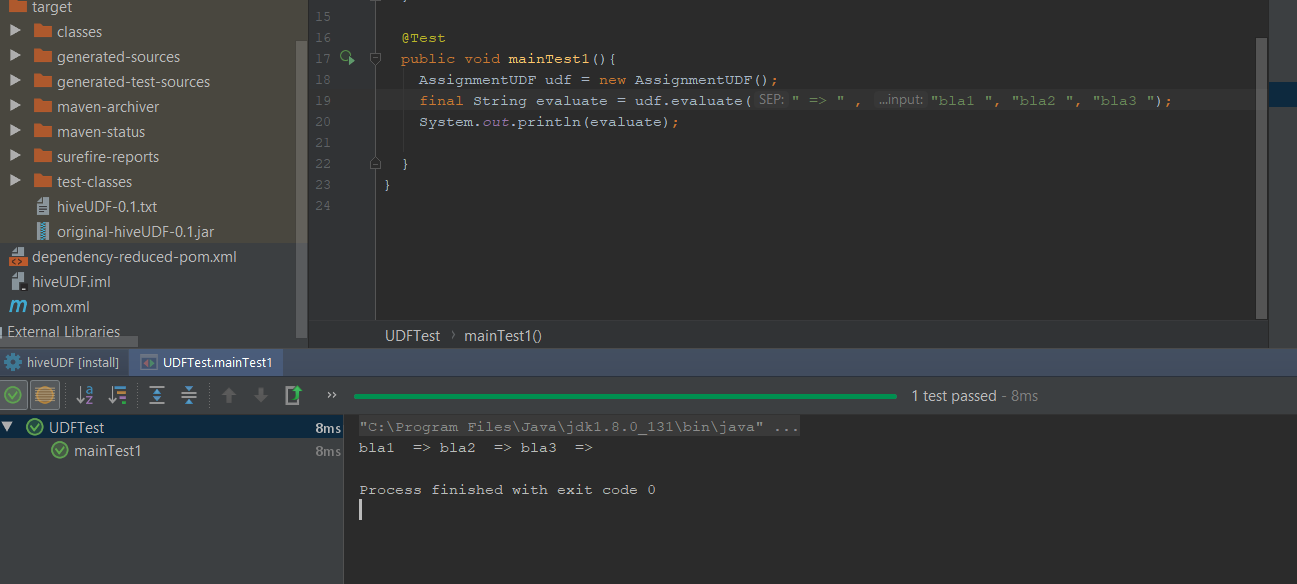 target
classes
generated-sources
generated-test-sources
maven-archiver
maven-status
surefire-reports
test-classes
hiveUDF-0.1.txt
original-hiveUDF-0.1.jar
dependency-reduced-pom.xml
hiveUDF.iml
m pom.xml
External Libraries
15
16 @Test
17 public void mainTest1(){
18 AssignmentUDF udf = new AssignmentUDF();
19 final String evaluate = udf.evaluate( SEP: " => " , ...input: "bla1 ", "bla2 ", "bla3 ");
20 System.out.println(evaluate);
21
22 }
23 }
24
UDFTest › mainTest1()
hiveUDF [install] UDFTest.mainTest1
1 test passed - 8ms
UDFTest 8ms
mainTest1 8ms
"C:\Program Files\Java\jdk1.8.0_131\bin\java" ...
bla1  => bla2  => bla3  =>
Process finished with exit code 0